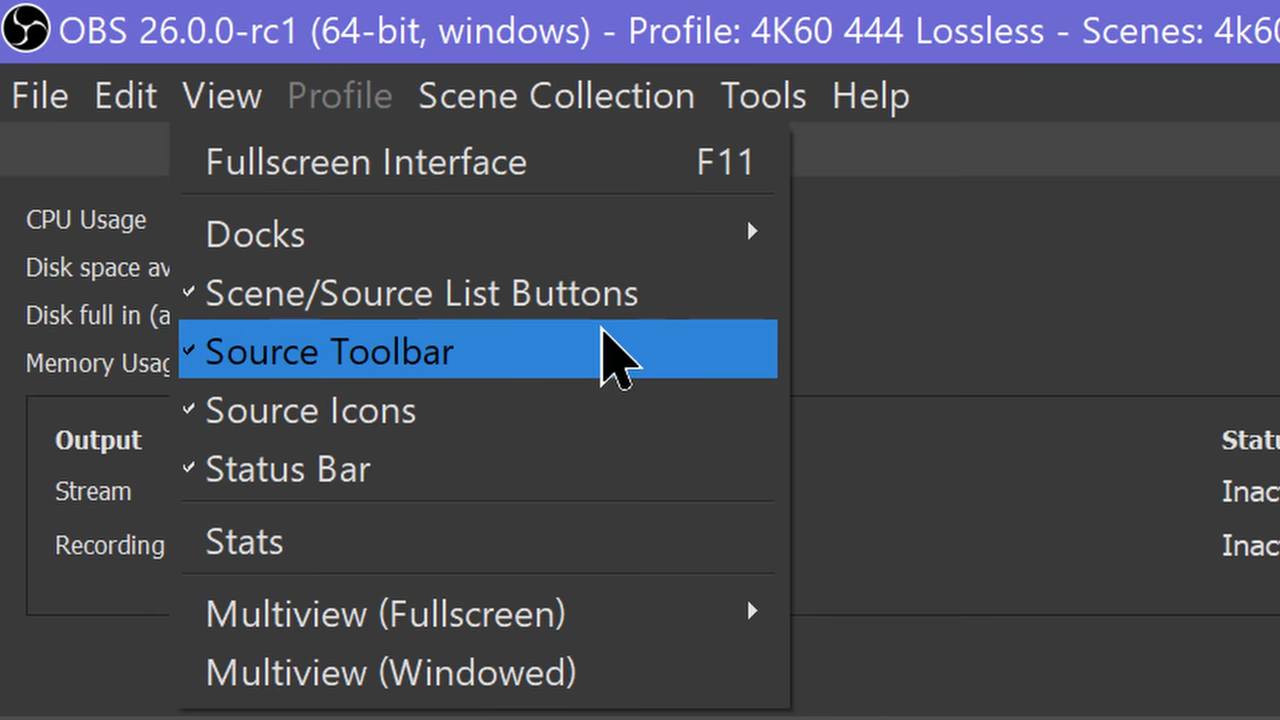 OBS 26.0.0-rc1 (64-bit, windows) - Profile: 4K60 444 Lossless - Scenes: 4k60
File Edit View Profile Scene Collection Tools Help
Fullscreen Interface F11
CPU Usage
Docks
Disk space av
Scene/Source List Buttons
Disk full in (a
Source Toolbar
Memory Usag
Source Icons
Output
Statu
Status Bar
Stream
Inac
Stats
Recording
Inac
Multiview (Fullscreen)
Multiview (Windowed)